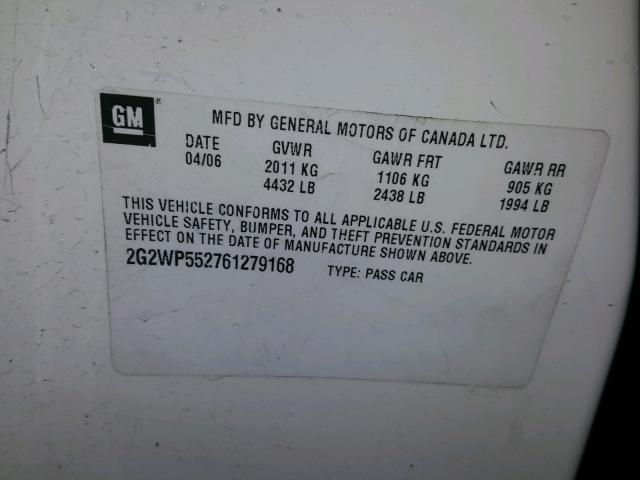 GM®
MFD BY GENERAL MOTORS OF CANADA LTD.
DATE GVWR GAWR FRT GAWR RR
04/06 2011 KG 1106 KG 905 KG
4432 LB 2438 LB 1994 LB
THIS VEHICLE CONFORMS TO ALL APPLICABLE U.S. FEDERAL MOTOR
VEHICLE SAFETY, BUMPER, AND THEFT PREVENTION STANDARDS IN
EFFECT ON THE DATE OF MANUFACTURE SHOWN ABOVE.
2G2WP552761279168 TYPE: PASS CAR